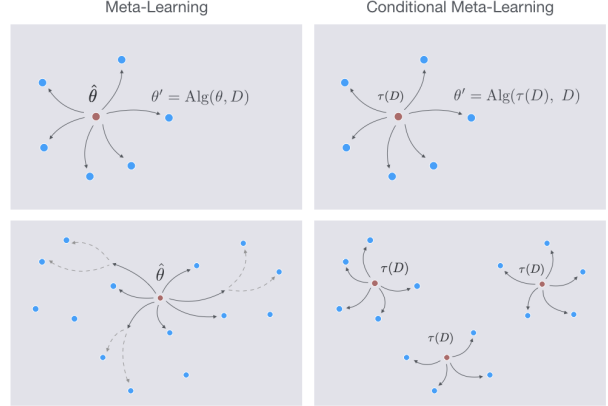 Meta-Learning
Conditional Meta-Learning
θ̂
θ′ = Alg(θ, D)
τ(D)
θ′ = Alg(τ(D), D)
θ̂
τ(D)
τ(D)
τ(D)